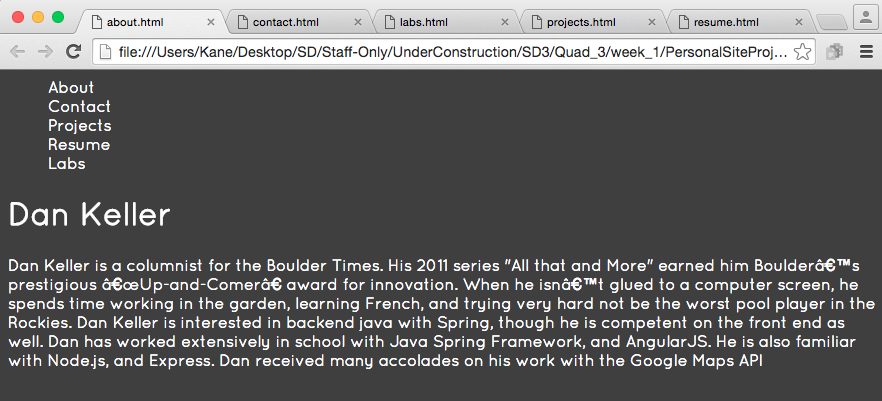 about.html contact.html labs.html projects.html resume.html
file:///Users/Kane/Desktop/SD/Staff-Only/UnderConstruction/SD3/Quad_3/week_1/PersonalSiteProj...
About
Contact
Projects
Resume
Labs
Dan Keller
Dan Keller is a columnist for the Boulder Times. His 2011 series "All that and More" earned him Boulderâ€™s
prestigious â€œUp-and-Comerâ€ award for innovation. When he isnâ€™t glued to a computer screen, he
spends time working in the garden, learning French, and trying very hard not be the worst pool player in the
Rockies. Dan Keller is interested in backend java with Spring, though he is competent on the front end as
well. Dan has worked extensively in school with Java Spring Framework, and AngularJS. He is also familiar
with Node.js, and Express. Dan received many accolades on his work with the Google Maps API